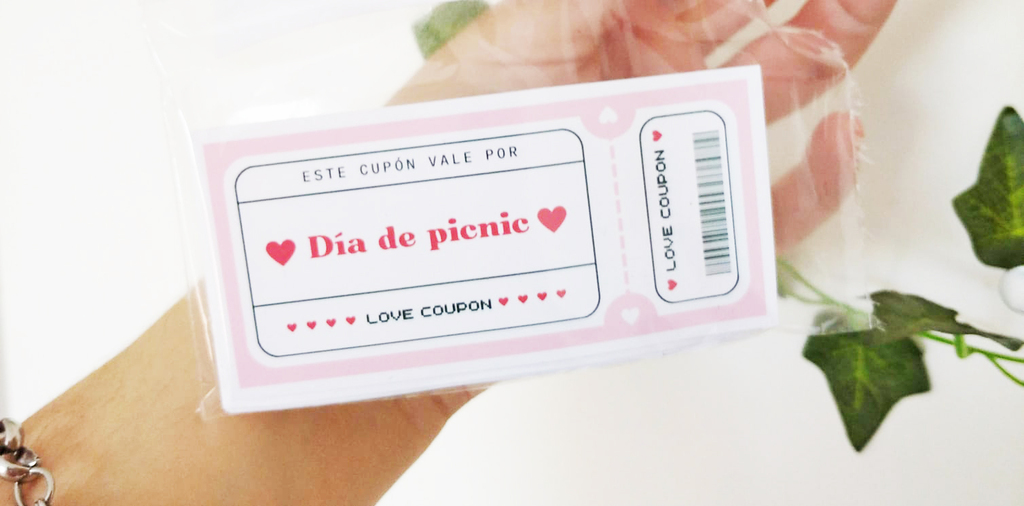 ESTE CUPÓN VALE POR
Día de picnic
LOVE COUPON
LOVE COUPON